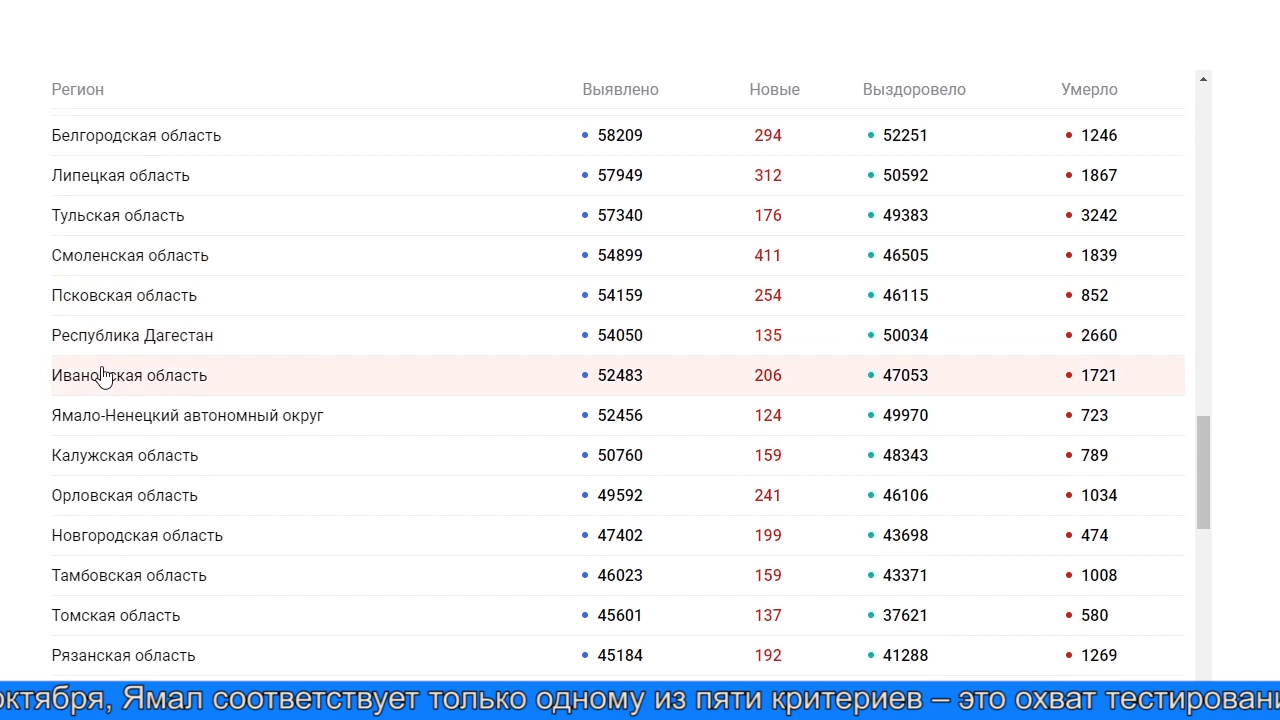 Регион Выявлено Новые Выздоровело Умерло
Белгородская область 58209 294 52251 1246
Липецкая область 57949 312 50592 1867
Тульская область 57340 176 49383 3242
Смоленская область 54899 411 46505 1839
Псковская область 54159 254 46115 852
Республика Дагестан 54050 135 50034 2660
Ивановская область 52483 206 47053 1721
Ямало-Ненецкий автономный округ 52456 124 49970 723
Калужская область 50760 159 48343 789
Орловская область 49592 241 46106 1034
Новгородская область 47402 199 43698 474
Тамбовская область 46023 159 43371 1008
Томская область 45601 137 37621 580
Рязанская область 45184 192 41288 1269
октября, Ямал соответствует только одному из пяти критериев – это охват тестировани